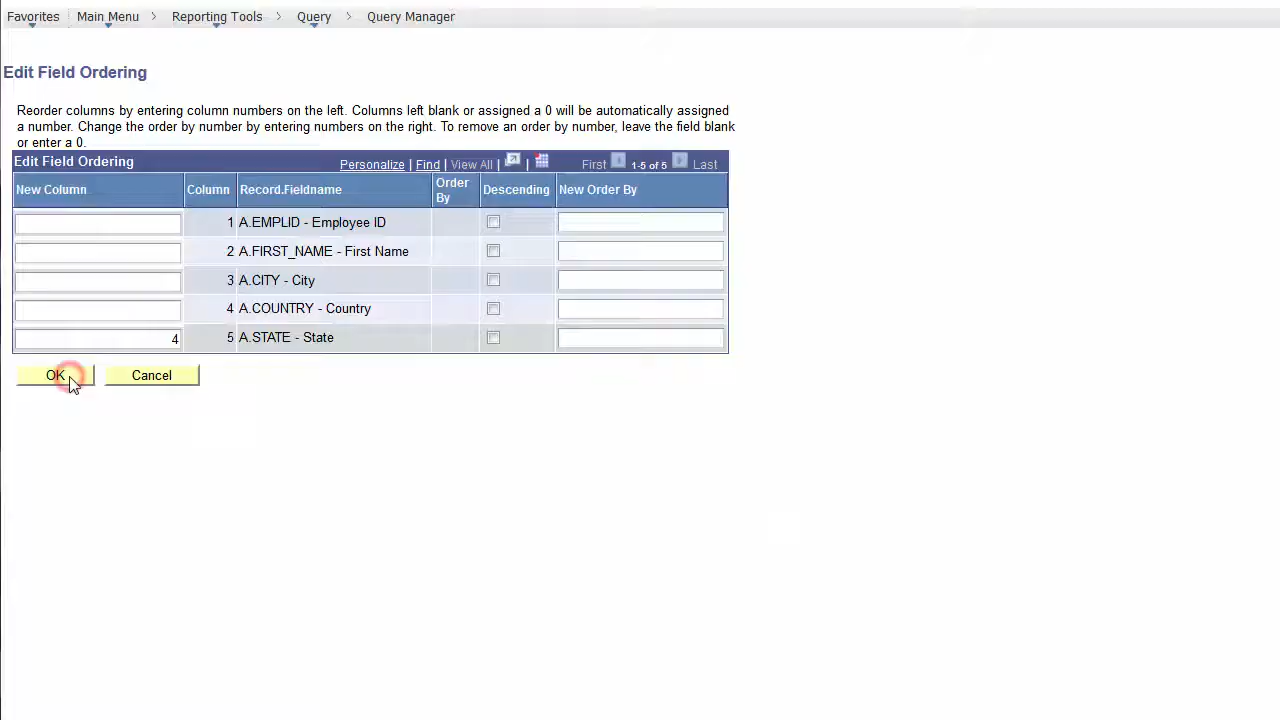 Favorites Main Menu > Reporting Tools > Query > Query Manager
Edit Field Ordering
Reorder columns by entering column numbers on the left. Columns left blank or assigned a 0 will be automatically assigned
a number. Change the order by number by entering numbers on the right. To remove an order by number, leave the field blank
or enter a 0.
Edit Field Ordering Personalize | Find | View All | | First 1-5 of 5 Last
New Column Column Record.Fieldname Order By Descending New Order By
1 A.EMPLID - Employee ID
2 A.FIRST_NAME - First Name
3 A.CITY - City
4 A.COUNTRY - Country
4 5 A.STATE - State
OK Cancel